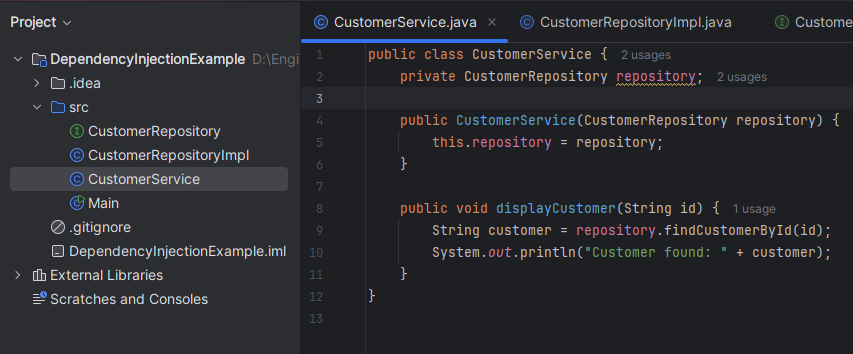 Project
DependencyInjectionExample D:\Engi
.idea
src
CustomerRepository
CustomerRepositoryImpl
CustomerService
Main
.gitignore
DependencyInjectionExample.iml
External Libraries
Scratches and Consoles
CustomerService.java CustomerRepositoryImpl.java Custome
1 public class CustomerService { 2 usages
2 private CustomerRepository repository; 2 usages
3
4 public CustomerService(CustomerRepository repository) {
5 this.repository = repository;
6 }
7
8 public void displayCustomer(String id) { 1 usage
9 String customer = repository.findCustomerById(id);
10 System.out.println("Customer found: " + customer);
11 }
12 }
13